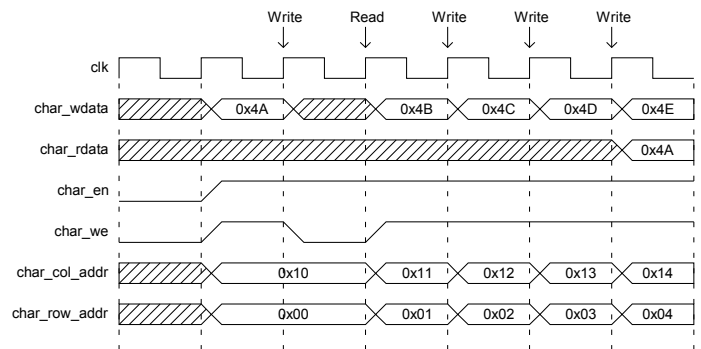 Write Read Write Write Write
clk
char_wdata 0x4A 0x4B 0x4C 0x4D 0x4E
char_rdata 0x4A
char_en
char_we
char_col_addr 0x10 0x11 0x12 0x13 0x14
char_row_addr 0x00 0x01 0x02 0x03 0x04